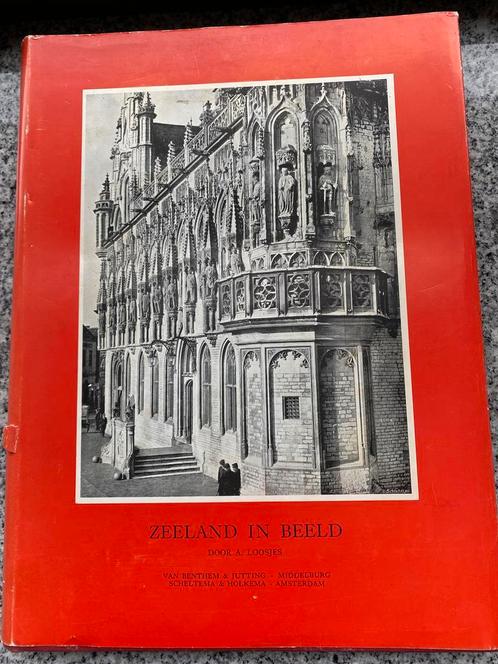 ZEELAND IN BEELD
DOOR A. LOOSJES
VAN BENTHEM & JUTTING - MIDDELBURG
SCHELTEMA & HOLKEMA - AMSTERDAM